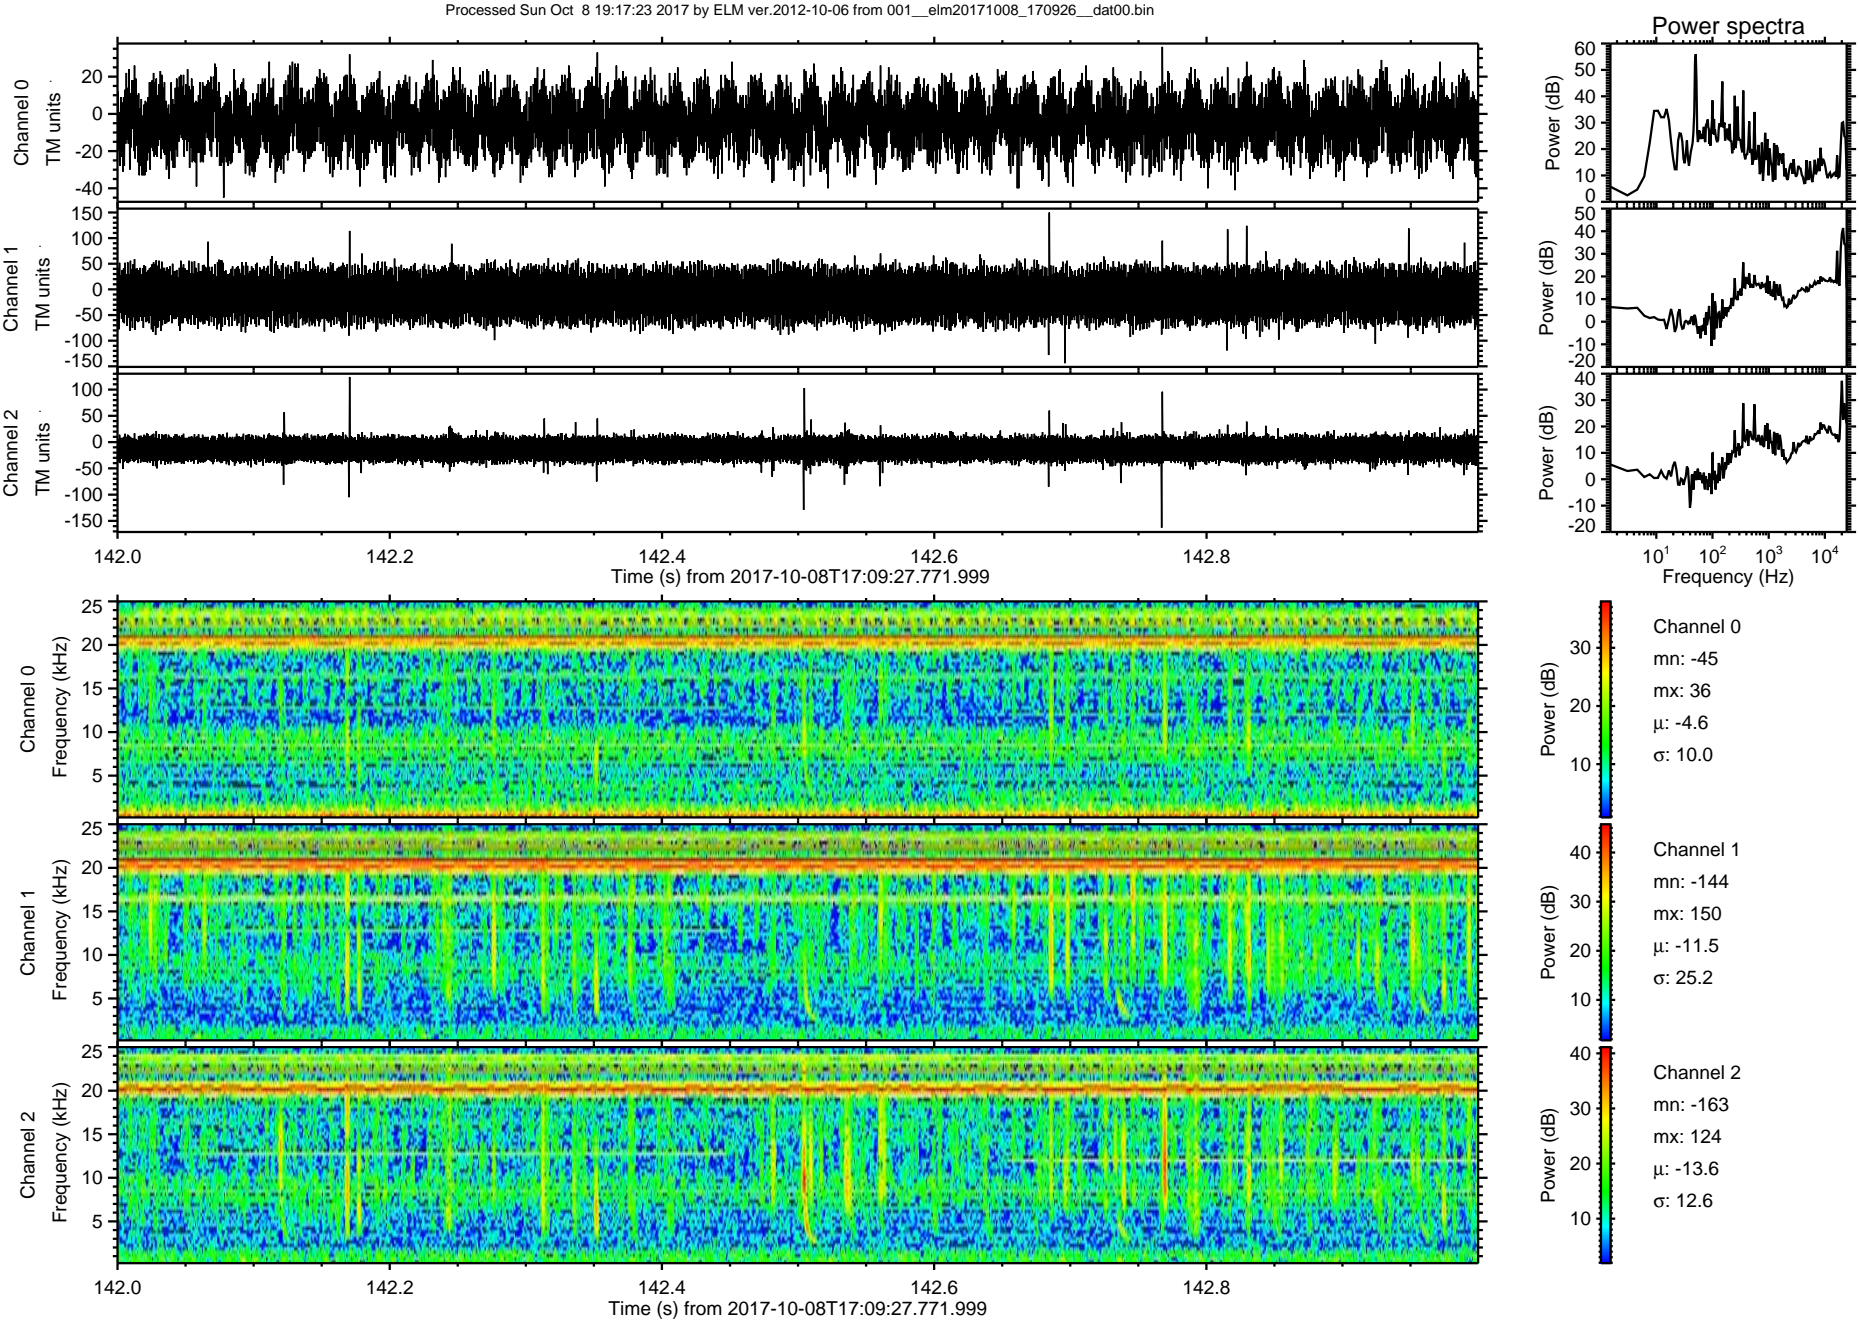 Processed Sun Oct  8 19:17:23 2017 by ELM ver.2012-10-06 from 001__elm20171008_170926__dat00.bin
Power spectra
Channel 0
TM units
20
0
-20
-40
Power (dB)
60
50
40
30
20
10
0
Channel 1
TM units
150
100
50
0
-50
-100
-150
Power (dB)
50
40
30
20
10
0
-10
-20
Channel 2
TM units
100
50
0
-50
-100
-150
Power (dB)
40
30
20
10
0
-10
-20
142.0 142.2 142.4 142.6 142.8
Time (s) from 2017-10-08T17:09:27.771.999
10¹ 10² 10³ 10⁴
Frequency (Hz)
Channel 0
Frequency (kHz)
25
20
15
10
5
Power (dB)
30
20
10
Channel 0
mn: -45
mx: 36
μ: -4.6
σ: 10.0
Channel 1
Frequency (kHz)
25
20
15
10
5
Power (dB)
40
30
20
10
Channel 1
mn: -144
mx: 150
μ: -11.5
σ: 25.2
Channel 2
Frequency (kHz)
25
20
15
10
5
Power (dB)
40
30
20
10
Channel 2
mn: -163
mx: 124
μ: -13.6
σ: 12.6
142.0 142.2 142.4 142.6 142.8
Time (s) from 2017-10-08T17:09:27.771.999